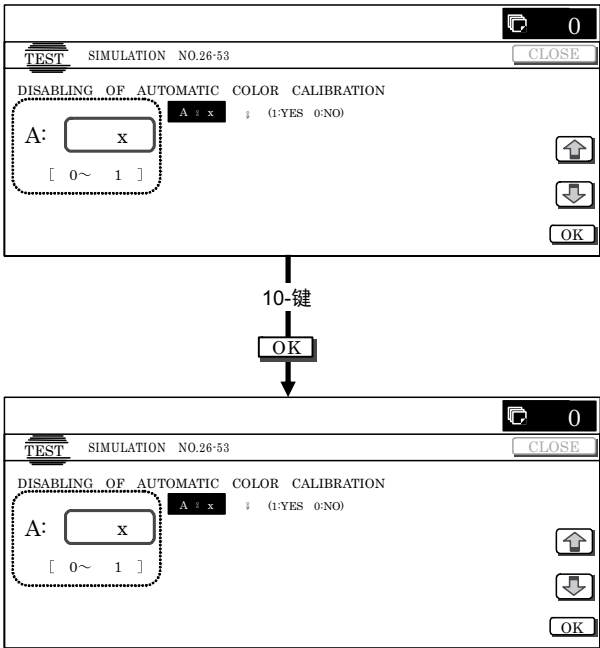 0
TEST SIMULATION NO.26-53 CLOSE
DISABLING OF AUTOMATIC COLOR CALIBRATION
A : x ; (1:YES 0:NO)
A: x
[ 0～ 1 ]
OK
10-键
OK
0
TEST SIMULATION NO.26-53 CLOSE
DISABLING OF AUTOMATIC COLOR CALIBRATION
A : x ; (1:YES 0:NO)
A: x
[ 0～ 1 ]
OK